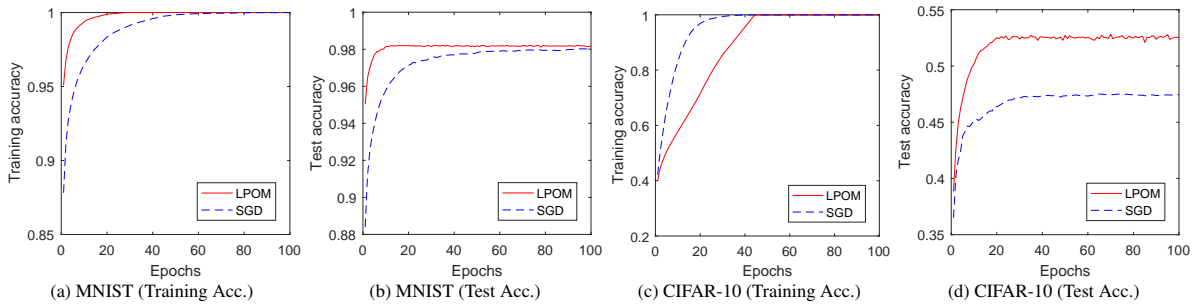 1
0.95
0.9
0.85
Training accuracy
0 20 40 60 80 100
Epochs
LPOM
SGD
(a) MNIST (Training Acc.)
1
0.98
0.96
0.94
0.92
0.9
0.88
Test accuracy
0 20 40 60 80 100
Epochs
LPOM
SGD
(b) MNIST (Test Acc.)
1
0.8
0.6
0.4
0.2
Training accuracy
0 20 40 60 80 100
Epochs
LPOM
SGD
(c) CIFAR-10 (Training Acc.)
0.55
0.5
0.45
0.4
0.35
Test accuracy
0 20 40 60 80 100
Epochs
LPOM
SGD
(d) CIFAR-10 (Test Acc.)